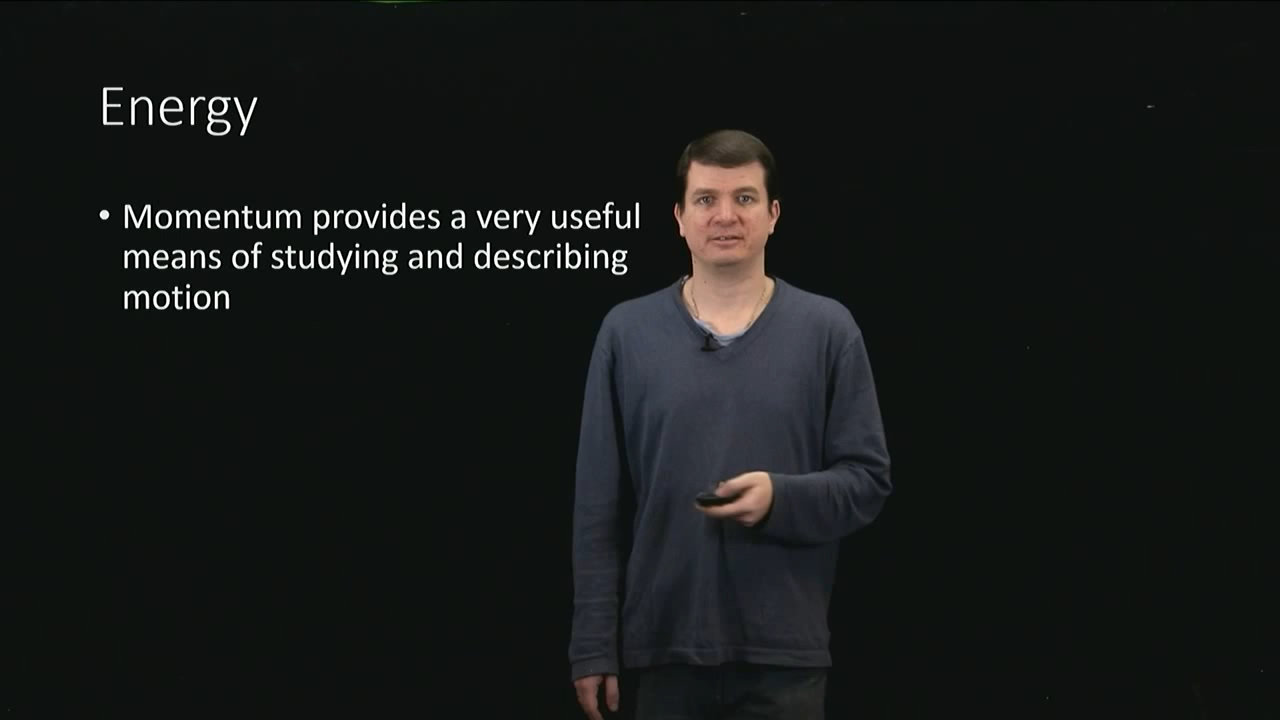 Energy
• Momentum provides a very useful
means of studying and describing
motion